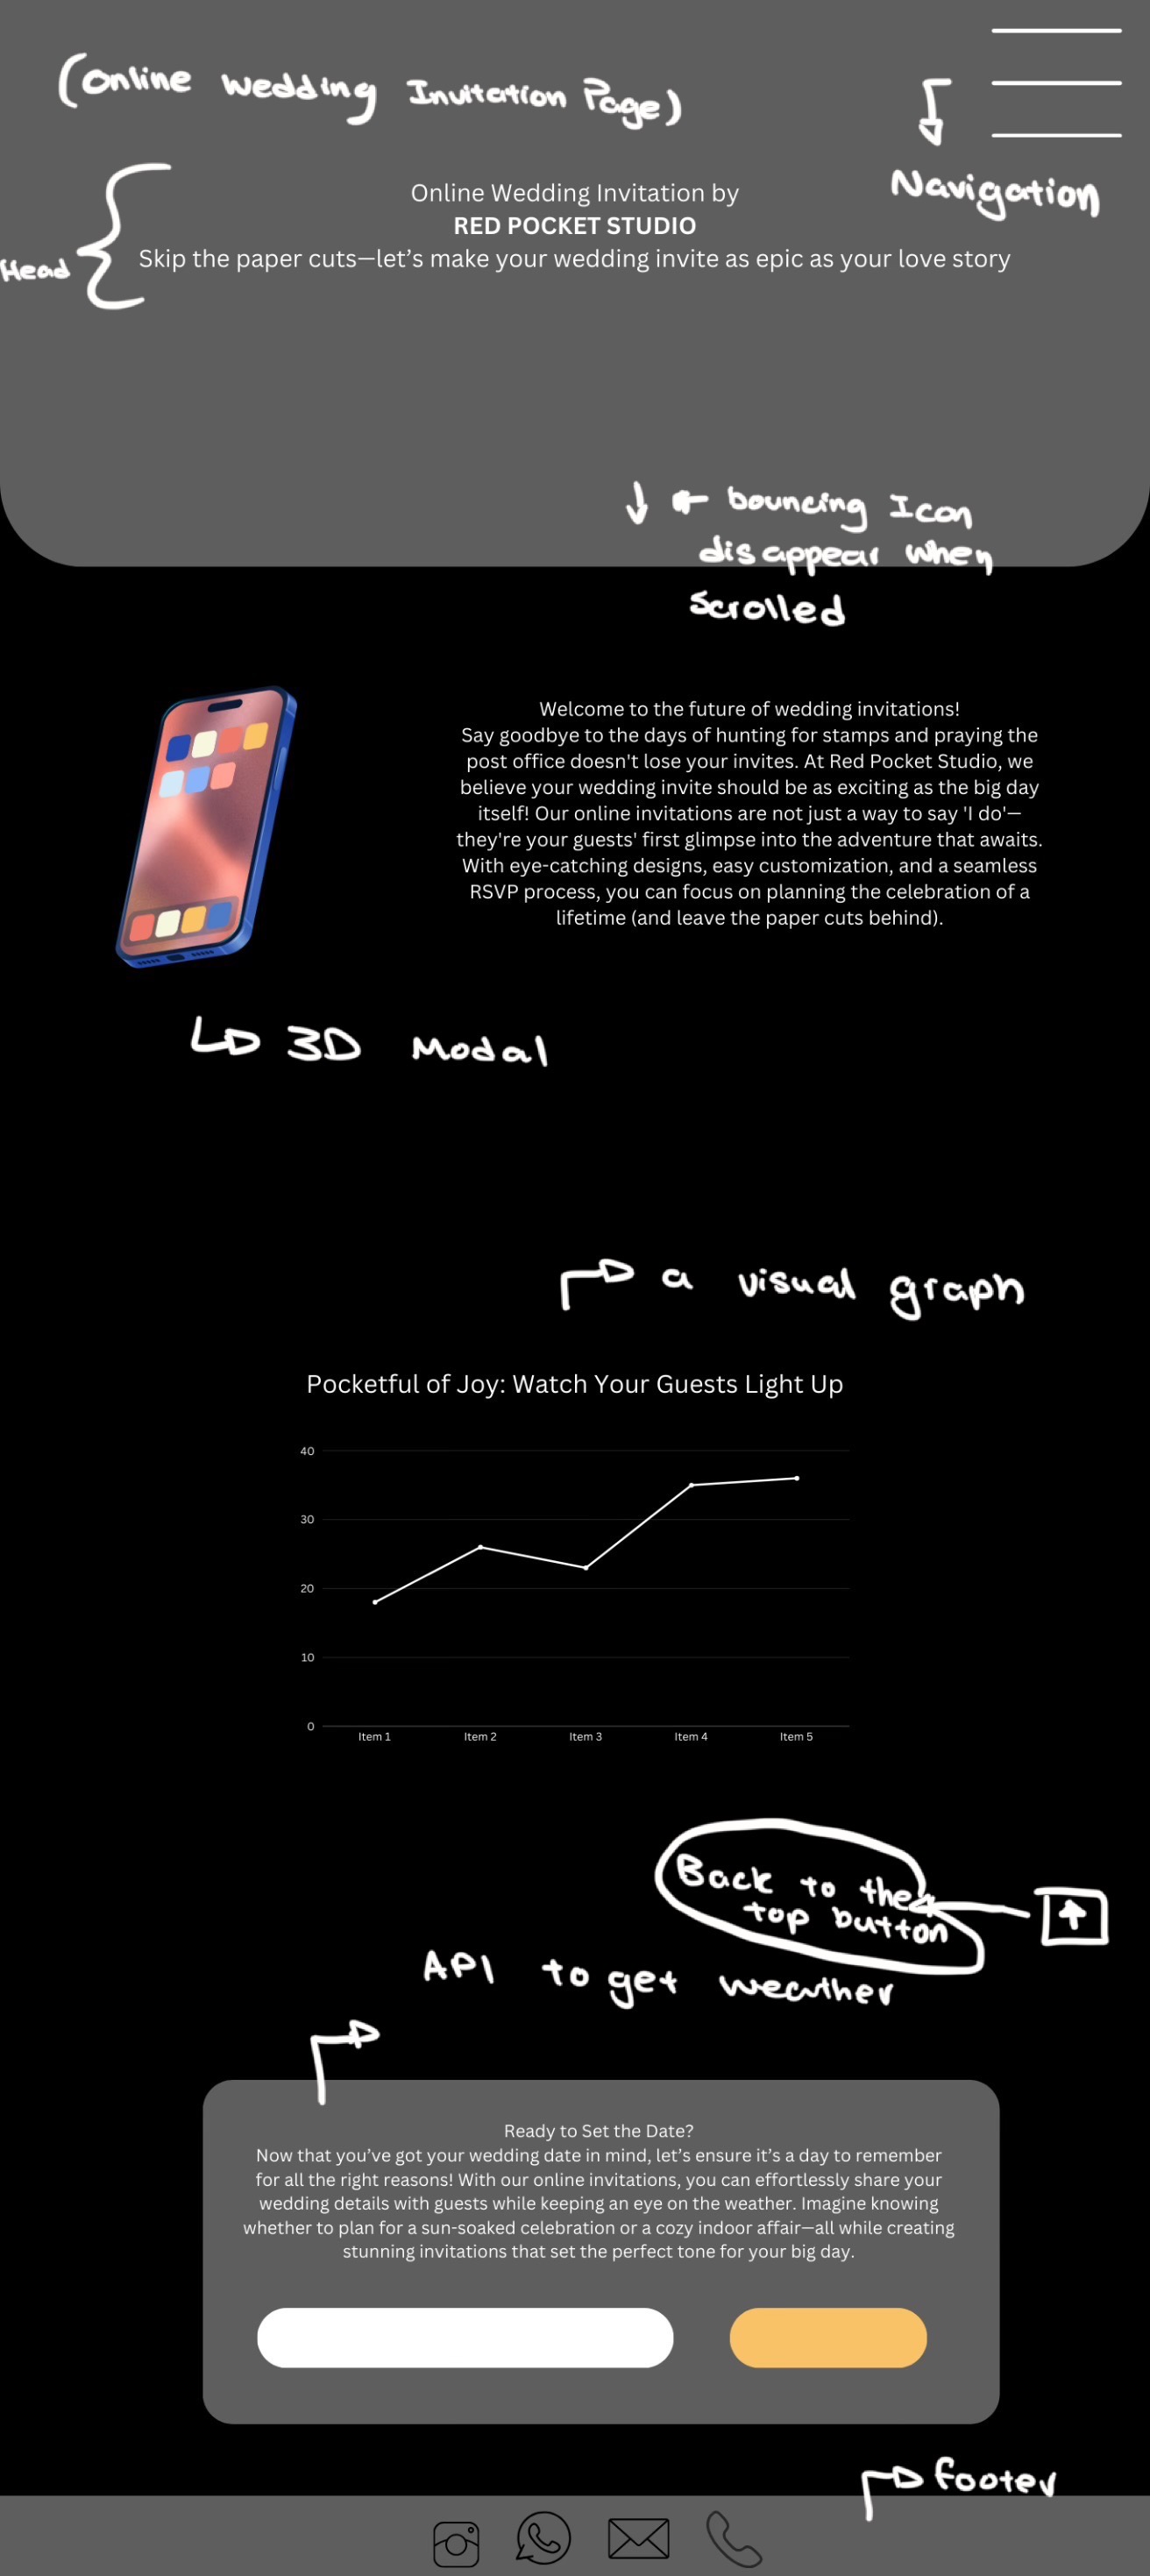 (Online Wedding Invitation Page)
Navigation
Head
Online Wedding Invitation by
RED POCKET STUDIO
Skip the paper cuts—let’s make your wedding invite as epic as your love story
bouncing Icon
disappear when
scrolled
Welcome to the future of wedding invitations!
Say goodbye to the days of hunting for stamps and praying the
post office doesn't lose your invites. At Red Pocket Studio, we
believe your wedding invite should be as exciting as the big day
itself! Our online invitations are not just a way to say 'I do'—
they're your guests' first glimpse into the adventure that awaits.
With eye-catching designs, easy customization, and a seamless
RSVP process, you can focus on planning the celebration of a
lifetime (and leave the paper cuts behind).
3D Modal
a visual graph
Pocketful of Joy: Watch Your Guests Light Up
40
30
20
10
0
Item 1 Item 2 Item 3 Item 4 Item 5
Back to the
top button
API to get weather
Ready to Set the Date?
Now that you’ve got your wedding date in mind, let’s ensure it’s a day to remember
for all the right reasons! With our online invitations, you can effortlessly share your
wedding details with guests while keeping an eye on the weather. Imagine knowing
whether to plan for a sun-soaked celebration or a cozy indoor affair—all while creating
stunning invitations that set the perfect tone for your big day.
footer